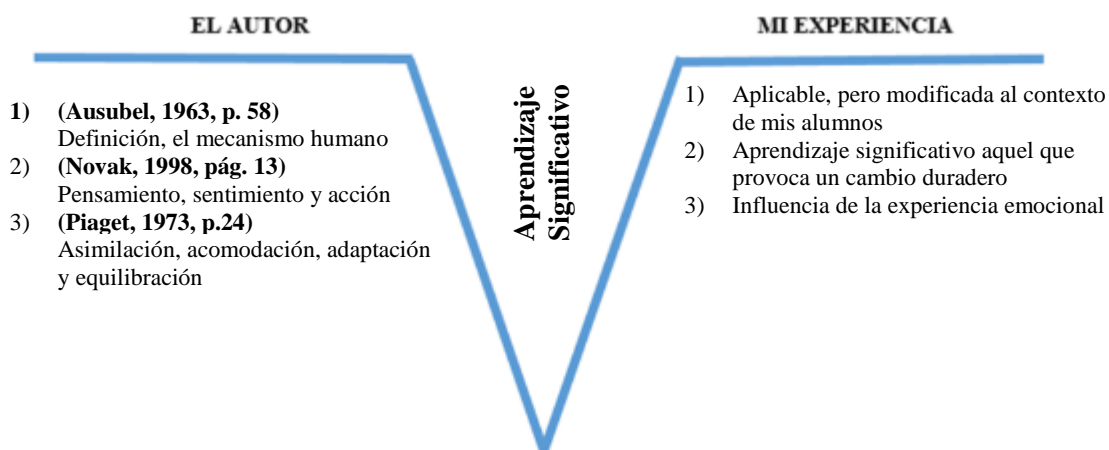 EL AUTOR
1) (Ausubel, 1963, p. 58)
Definición, el mecanismo humano
2) (Novak, 1998, pág. 13)
Pensamiento, sentimiento y acción
3) (Piaget, 1973, p.24)
Asimilación, acomodación, adaptación
y equilibración
Aprendizaje
Significativo
MI EXPERIENCIA
1) Aplicable, pero modificada al contexto
de mis alumnos
2) Aprendizaje significativo aquel que
provoca un cambio duradero
3) Influencia de la experiencia emocional